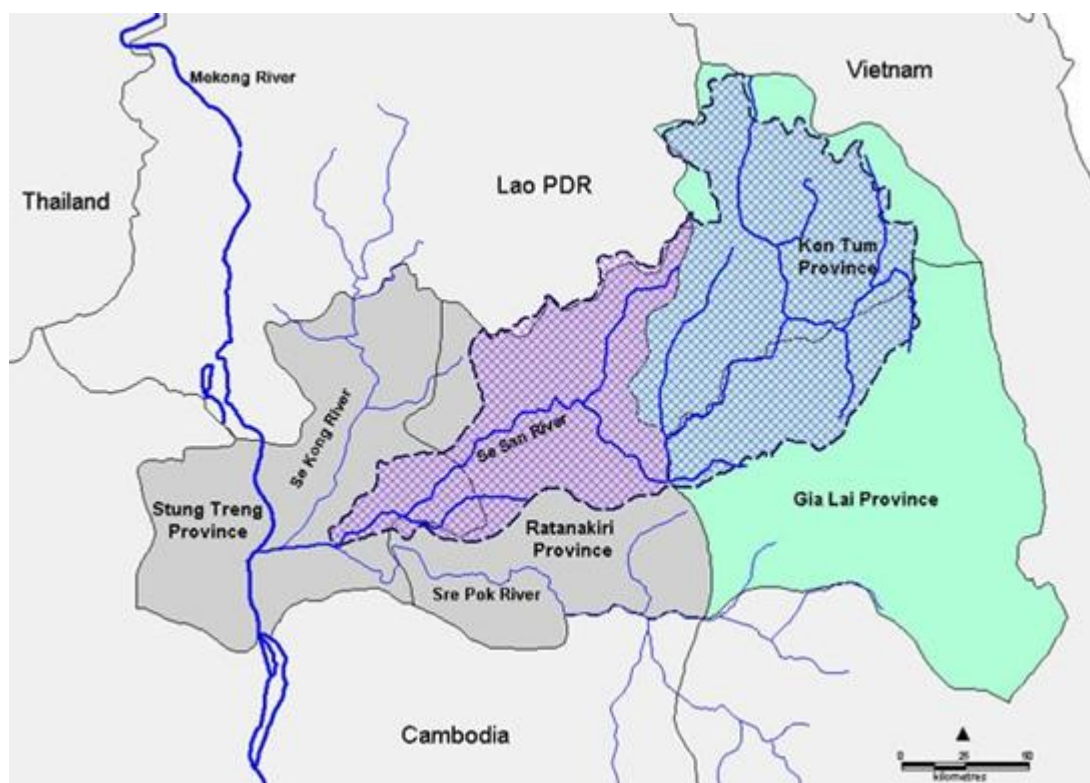 Mekong River
Vietnam
Thailand
Lao PDR
Kon Tum
Province
Se Kong River
Se San River
Stung Treng
Province
Ratanakiri
Province
Gia Lai Province
Sre Pok River
Cambodia
0 25 50
kilometres